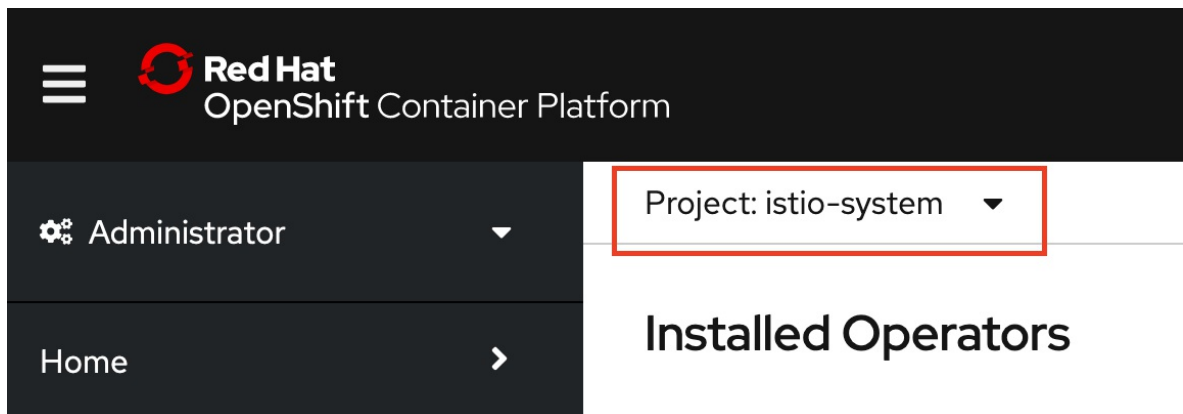 Red Hat
OpenShift Container Platform
Administrator
Project: istio-system
Home
Installed Operators